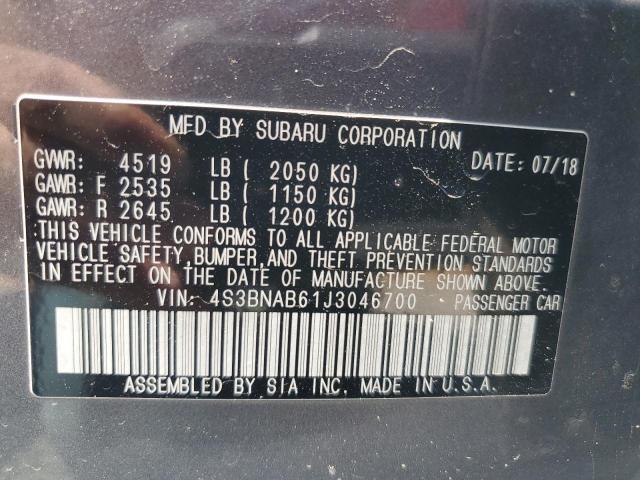 MFD BY SUBARU CORPORATION
GVWR: 4519 LB ( 2050 KG) DATE: 07/18
GAWR: F 2535 LB ( 1150 KG)
GAWR: R 2645 LB ( 1200 KG)
THIS VEHICLE CONFORMS TO ALL APPLICABLE FEDERAL MOTOR
VEHICLE SAFETY, BUMPER, AND THEFT PREVENTION STANDARDS
IN EFFECT ON THE DATE OF MANUFACTURE SHOWN ABOVE.
VIN: 4S3BNAB61J3046700 PASSENGER CAR
ASSEMBLED BY SIA INC. MADE IN U.S.A.